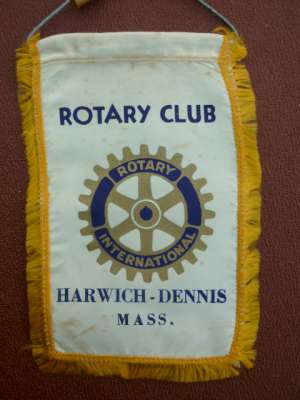 ROTARY CLUB
ROTARY
INTERNATIONAL
HARWICH-DENNIS
MASS.